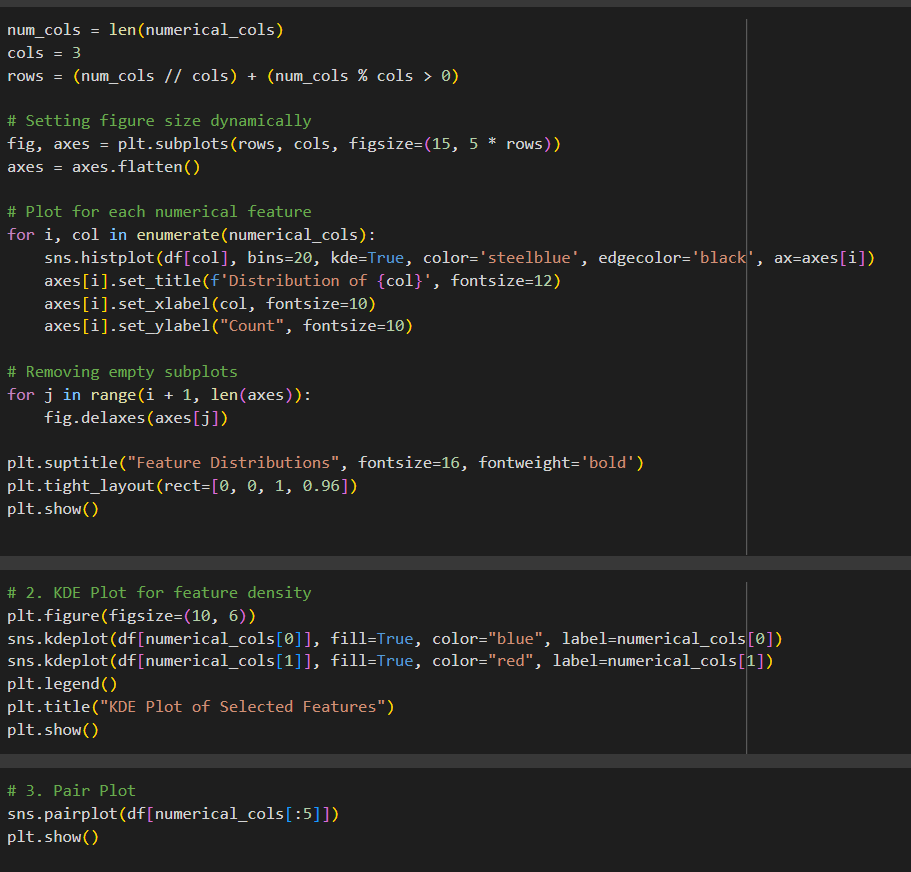 num_cols = len(numerical_cols)
cols = 3
rows = (num_cols // cols) + (num_cols % cols > 0)

# Setting figure size dynamically
fig, axes = plt.subplots(rows, cols, figsize=(15, 5 * rows))
axes = axes.flatten()

# Plot for each numerical feature
for i, col in enumerate(numerical_cols):
    sns.histplot(df[col], bins=20, kde=True, color='steelblue', edgecolor='black', ax=axes[i])
    axes[i].set_title(f'Distribution of {col}', fontsize=12)
    axes[i].set_xlabel(col, fontsize=10)
    axes[i].set_ylabel("Count", fontsize=10)

# Removing empty subplots
for j in range(i + 1, len(axes)):
    fig.delaxes(axes[j])

plt.suptitle("Feature Distributions", fontsize=16, fontweight='bold')
plt.tight_layout(rect=[0, 0, 1, 0.96])
plt.show()

# 2. KDE Plot for feature density
plt.figure(figsize=(10, 6))
sns.kdeplot(df[numerical_cols[0]], fill=True, color="blue", label=numerical_cols[0])
sns.kdeplot(df[numerical_cols[1]], fill=True, color="red", label=numerical_cols[1])
plt.legend()
plt.title("KDE Plot of Selected Features")
plt.show()

# 3. Pair Plot
sns.pairplot(df[numerical_cols[:5]])
plt.show()